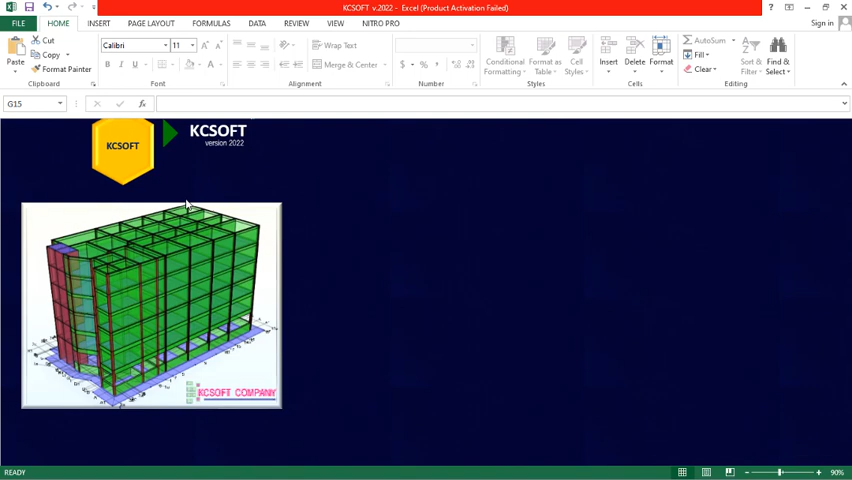 KCSOFT v.2022 - Excel (Product Activation Failed)
FILE HOME INSERT PAGE LAYOUT FORMULAS DATA REVIEW VIEW NITRO PRO Sign in
Paste
Cut
Copy
Format Painter
Calibri 11
B I U
Wrap Text
Merge & Center
$ % ,
Conditional Formatting
Format as Table
Cell Styles
Insert
Delete
Format
AutoSum
Fill
Clear
Sort & Filter
Find & Select
Clipboard Font Alignment Number Styles Cells Editing
G15 fx
KCSOFT
KCSOFT
version 2022
KCSOFT COMPANY
READY 90%